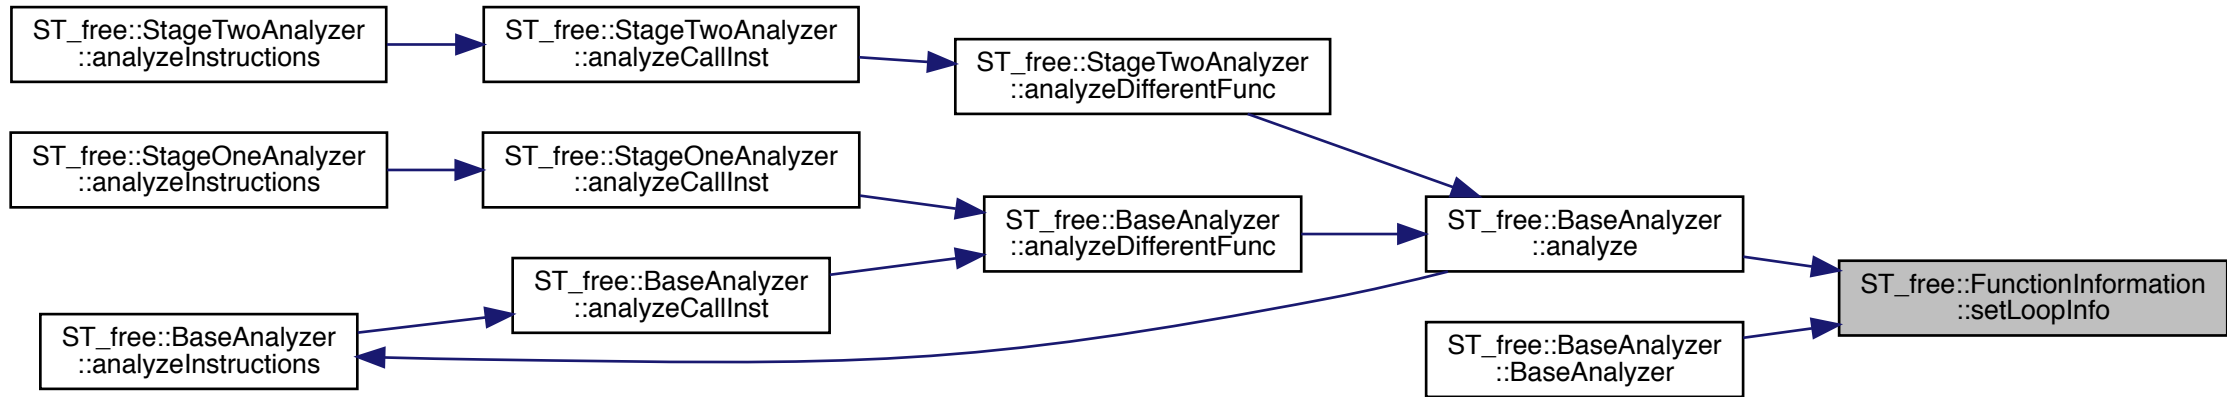 ST_free::StageTwoAnalyzer
::analyzeInstructions
ST_free::StageTwoAnalyzer
::analyzeCallInst
ST_free::StageTwoAnalyzer
::analyzeDifferentFunc
ST_free::StageOneAnalyzer
::analyzeInstructions
ST_free::StageOneAnalyzer
::analyzeCallInst
ST_free::BaseAnalyzer
::analyzeDifferentFunc
ST_free::BaseAnalyzer
::analyze
ST_free::BaseAnalyzer
::analyzeCallInst
ST_free::FunctionInformation
::setLoopInfo
ST_free::BaseAnalyzer
::analyzeInstructions
ST_free::BaseAnalyzer
::BaseAnalyzer